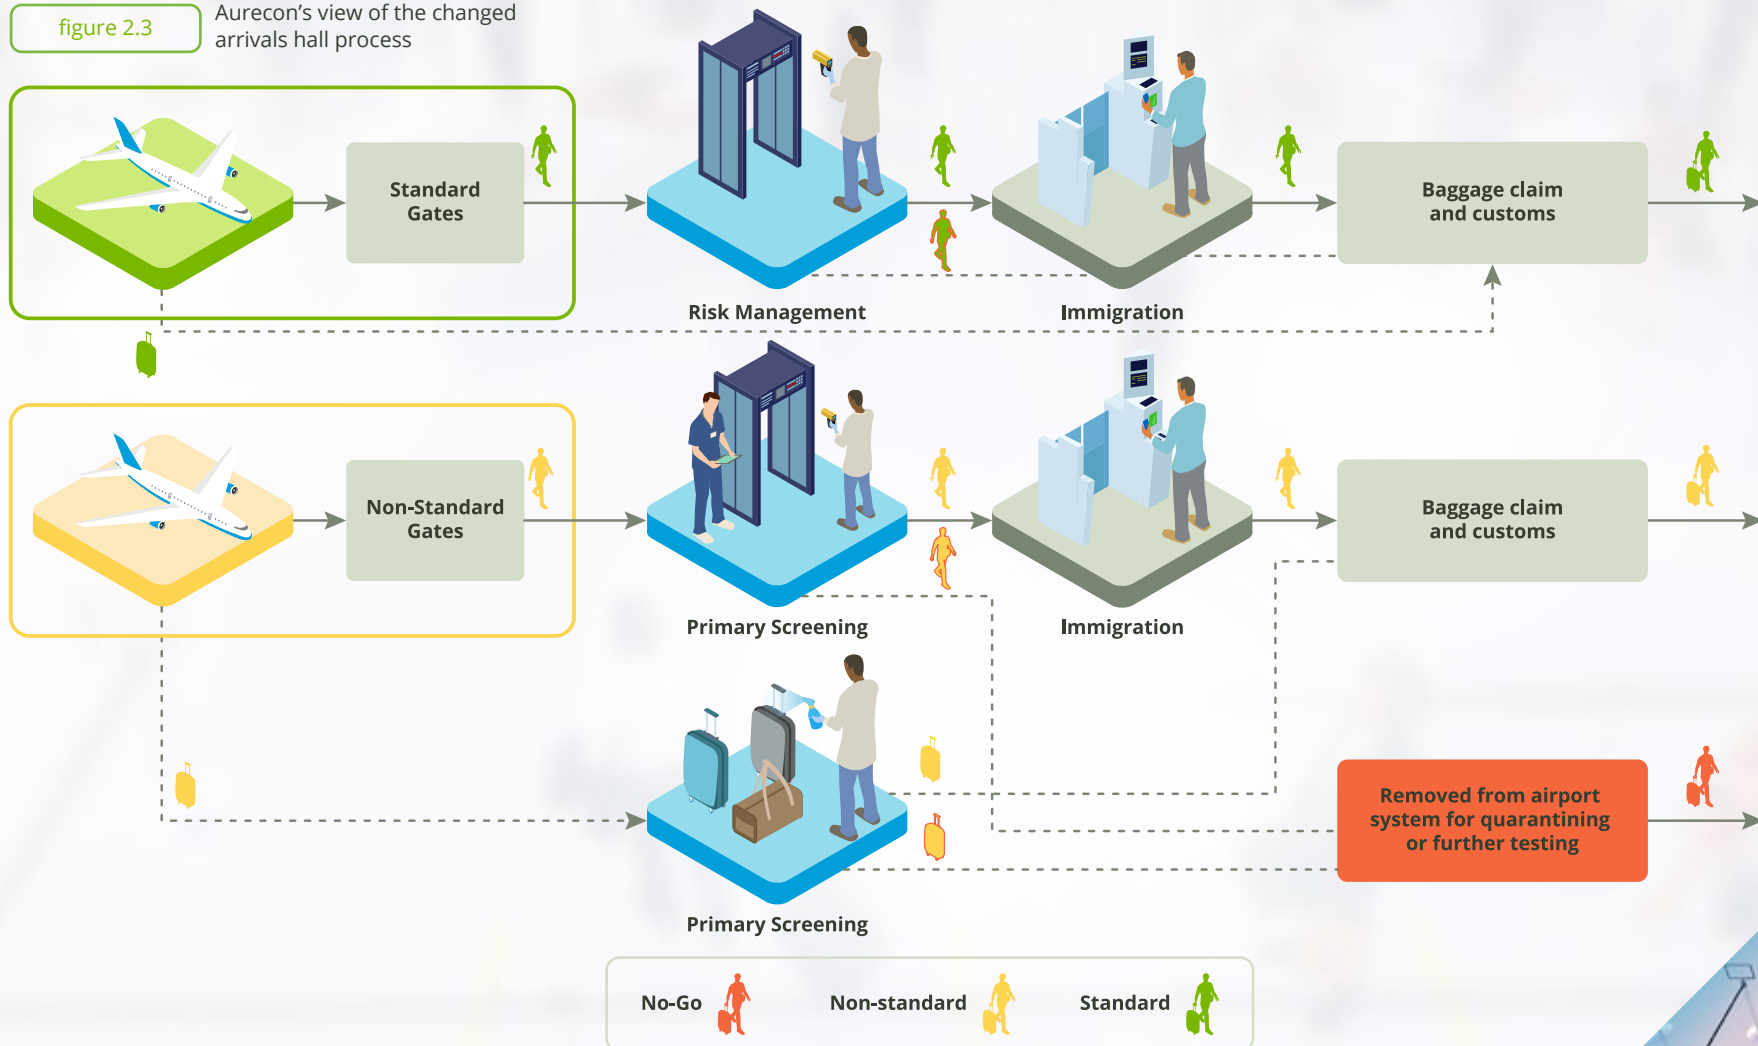 figure 2.3
Aurecon’s view of the changed
arrivals hall process
Standard
Gates
Risk Management
Immigration
Baggage claim
and customs
Non-Standard
Gates
Primary Screening
Immigration
Baggage claim
and customs
Primary Screening
Removed from airport
system for quarantining
or further testing
No-Go
Non-standard
Standard